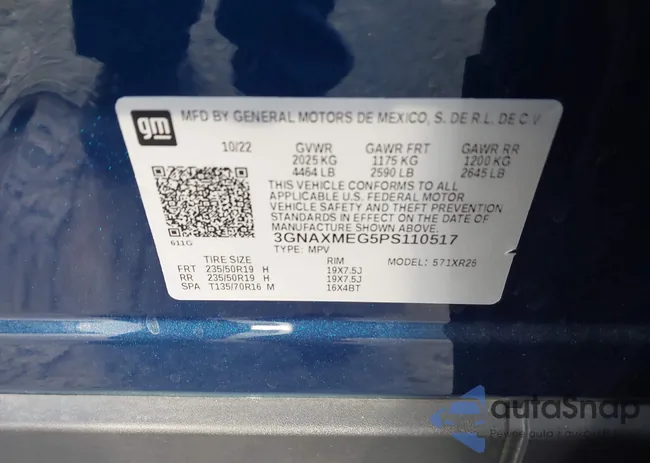 gm
MFD BY GENERAL MOTORS DE MEXICO, S. DE R.L. DE C V
10/22 GVWR GAWR FRT GAWR RR
2025 KG 1175 KG 1200 KG
4464 LB 2590 LB 2645 LB
THIS VEHICLE CONFORMS TO ALL
APPLICABLE U.S. FEDERAL MOTOR
VEHICLE SAFETY AND THEFT PREVENTION
STANDARDS IN EFFECT ON THE DATE OF
MANUFACTURE SHOWN ABOVE.
611G 3GNAXMEG5PS110517
TYPE: MPV
TIRE SIZE RIM MODEL: 571XR26
FRT 235/50R19 H 19X7.5J
RR 235/50R19 H 19X7.5J
SPA T135/70R16 M 16X4BT
autoSnap